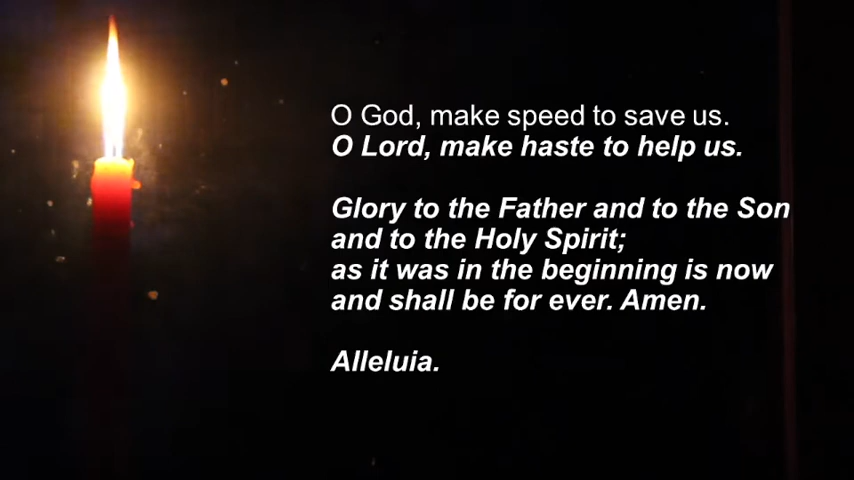 O God, make speed to save us.
O Lord, make haste to help us.
Glory to the Father and to the Son
and to the Holy Spirit;
as it was in the beginning is now
and shall be for ever. Amen.
Alleluia.